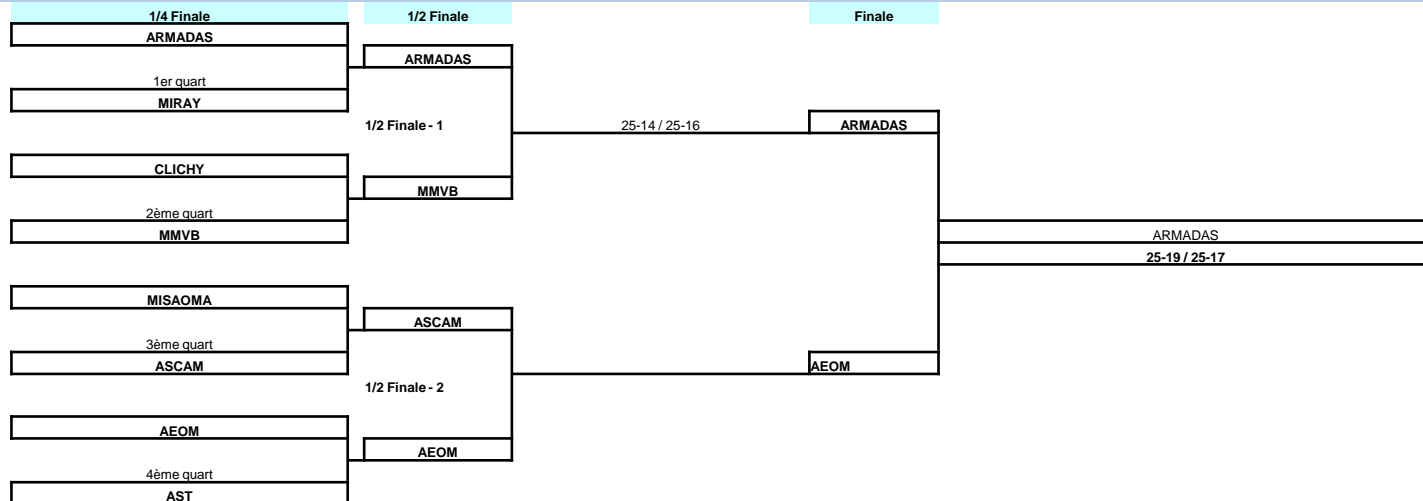 1/4 Finale
1/2 Finale
Finale
ARMADAS
1er quart
MIRAY
CLICHY
2ème quart
MMVB
MISAOMA
3ème quart
ASCAM
AEOM
4ème quart
AST
ARMADAS
1/2 Finale - 1
MMVB
ASCAM
1/2 Finale - 2
AEOM
25-14 / 25-16
ARMADAS
AEOM
ARMADAS
25-19 / 25-17